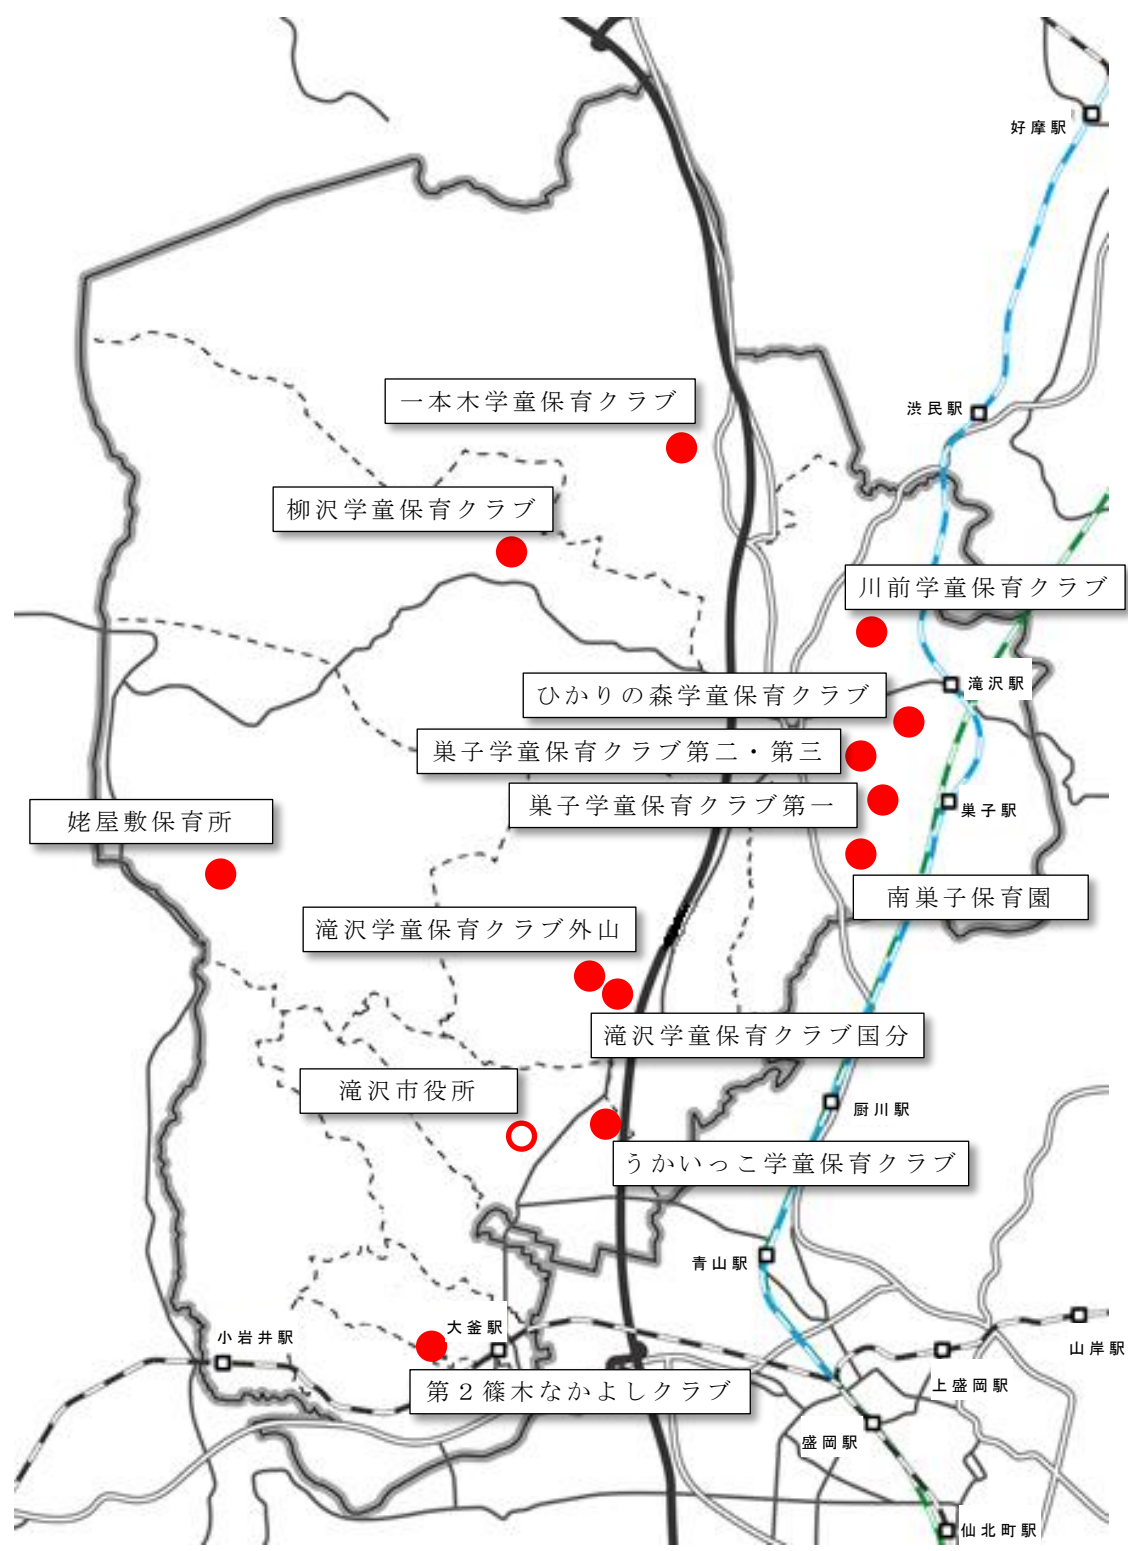 好摩駅
一本木学童保育クラブ
渋民駅
柳沢学童保育クラブ
川前学童保育クラブ
滝沢駅
ひかりの森学童保育クラブ
巣子学童保育クラブ第二・第三
巣子学童保育クラブ第一
巣子駅
姥屋敷保育所
南巣子保育園
滝沢学童保育クラブ外山
滝沢学童保育クラブ国分
滝沢市役所
厨川駅
うかいっこ学童保育クラブ
青山駅
大釜駅
小岩井駅
山岸駅
上盛岡駅
第２篠木なかよしクラブ
盛岡駅
仙北町駅